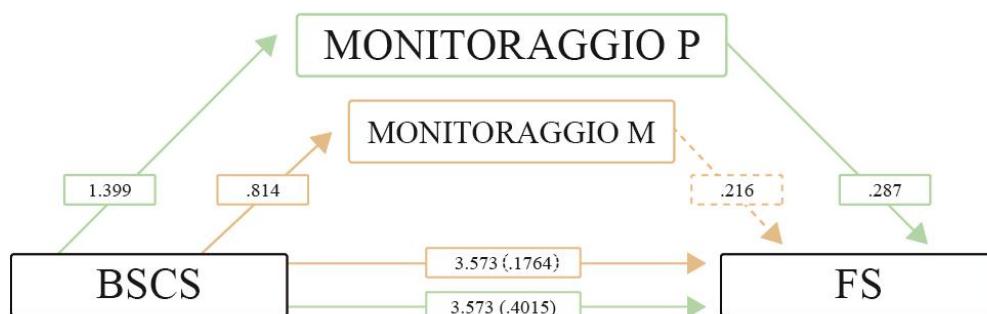 MONITORAGGIO P
MONITORAGGIO M
1.399
.814
.216
.287
BSCS
3.573 (.1764)
FS
3.573 (.4015)